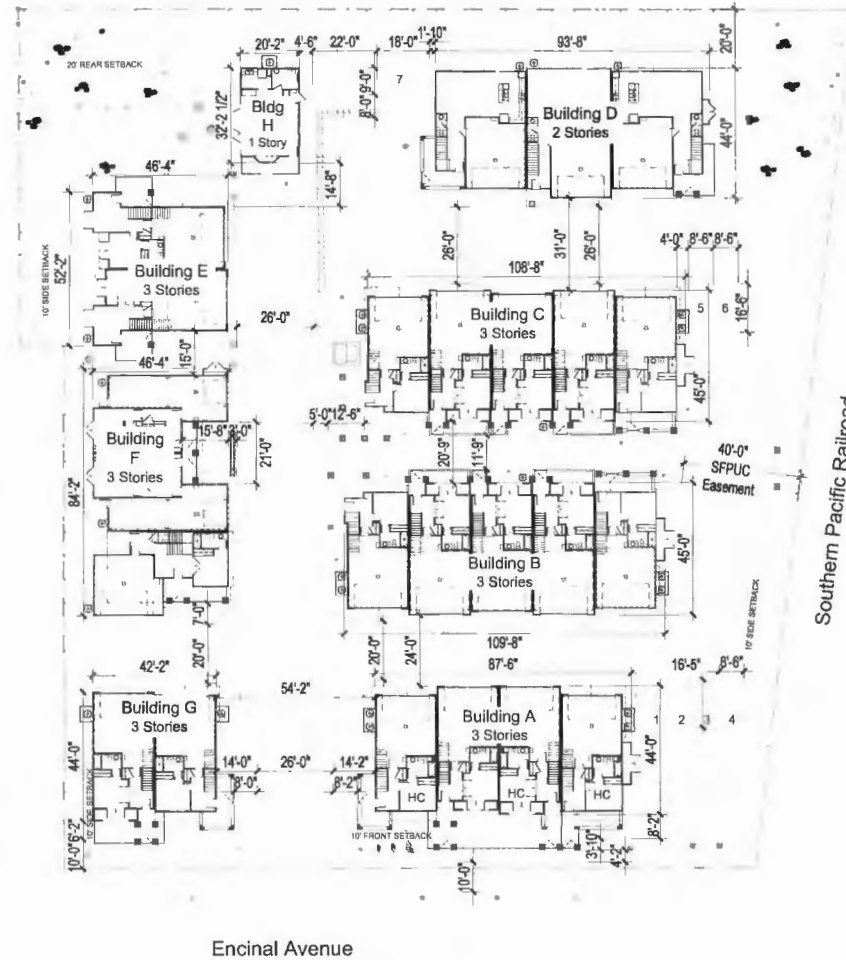 20'-2"
4'-6"
22'-0"
18'-0"
1'-10"
93'-8"
20'-0"
20' REAR SETBACK
32'-2 1/2"
Bldg
H
1 Story
9'-0"
8'-0"
7
Building D
2 Stories
44'-0"
46'-4"
14'-8"
10' SIDE SETBACK
52'-2"
Building E
3 Stories
26'-0"
26'-0"
31'-0"
26'-0"
4'-0"
8'-6"
8'-6"
108'-8"
Building C
3 Stories
5
6
16'-6"
45'-0"
46'-4"
15'-0"
84'-2"
Building
F
3 Stories
15'-8"
21'-0"
5'-0"
12'-6"
20'-9"
11'-9"
40'-0"
SFPUC
Easement
Southern Pacific Railroad
Building B
3 Stories
45'-0"
10' SIDE SETBACK
7'-0"
20'-0"
109'-8"
20'-0"
24'-0"
87'-6"
16'-5"
8'-6"
42'-2"
54'-2"
Building G
3 Stories
Building A
3 Stories
1
2
3
4
44'-0"
44'-0"
14'-0"
26'-0"
14'-2"
8'-0"
8'-2"
HC
HC
HC
10' SIDE SETBACK
10' FRONT SETBACK
6'-2"
10'-0"
10'-0"
3'-10"
4'-2"
8'-2"
Encinal Avenue